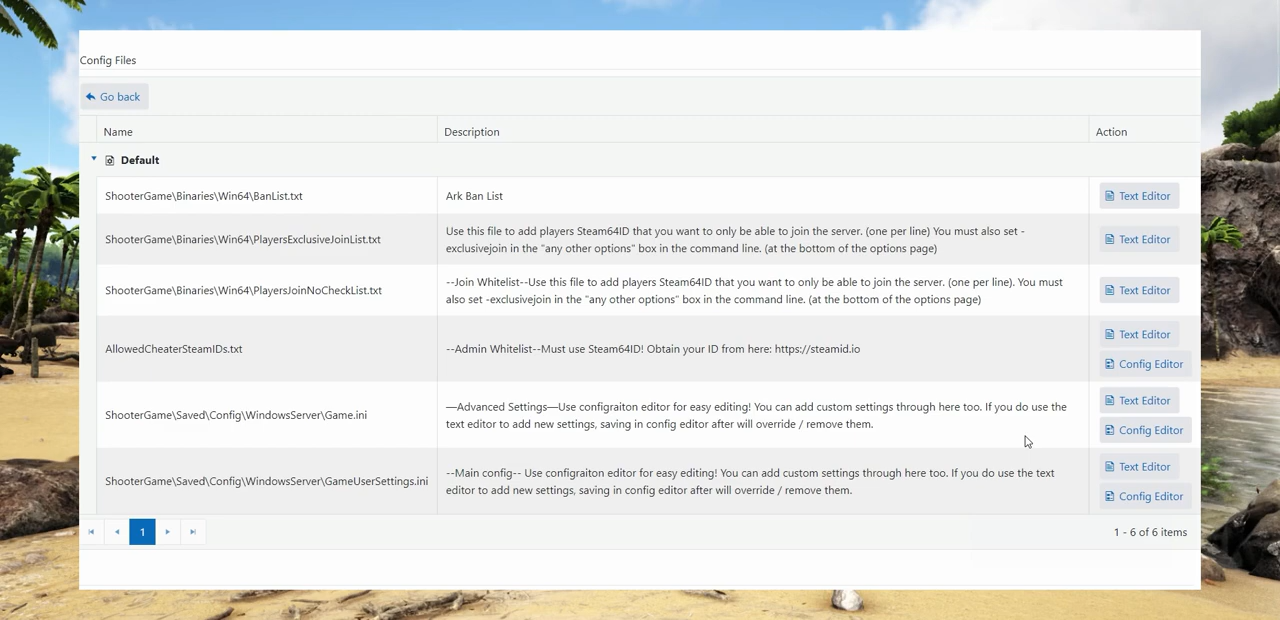 Config Files
Go back
Name Description Action
Default
ShooterGame\Binaries\Win64\BanList.txt Ark Ban List Text Editor
ShooterGame\Binaries\Win64\PlayersExclusiveJoinList.txt Use this file to add players Steam64ID that you want to only be able to join the server. (one per line) You must also set -
exclusivejoin in the "any other options" box in the command line. (at the bottom of the options page) Text Editor
ShooterGame\Binaries\Win64\PlayersJoinNoCheckList.txt --Join Whitelist--Use this file to add players Steam64ID that you want to only be able to join the server. (one per line). You must
also set -exclusivejoin in the "any other options" box in the command line. (at the bottom of the options page) Text Editor
AllowedCheaterSteamIDs.txt --Admin Whitelist--Must use Steam64ID! Obtain your ID from here: https://steamid.io Text Editor
Config Editor
ShooterGame\Saved\Config\WindowsServer\Game.ini —Advanced Settings—Use configraiton editor for easy editing! You can add custom settings through here too. If you do use the
text editor to add new settings, saving in config editor after will override / remove them. Text Editor
Config Editor
ShooterGame\Saved\Config\WindowsServer\GameUserSettings.ini --Main config-- Use configraiton editor for easy editing! You can add custom settings through here too. If you do use the text
editor to add new settings, saving in config editor after will override / remove them. Text Editor
Config Editor
1 1 - 6 of 6 items